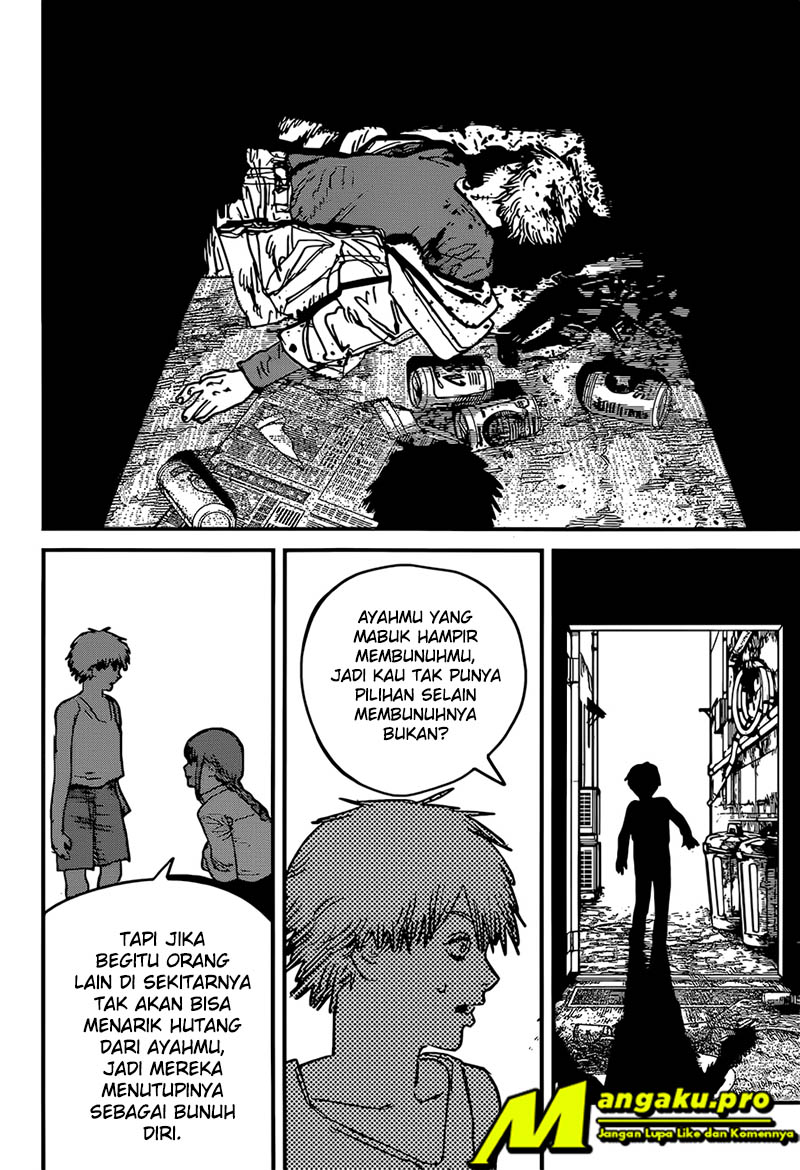 AYAHMU YANG
MABUK HAMPIR
MEMBUNUHMU,
JADI KAU TAK PUNYA
PILIHAN SELAIN
MEMBUNUHNYA
BUKAN?
TAPI JIKA
BEGITU ORANG
LAIN DI SEKITARNYA
TAK AKAN BISA
MENARIK HUTANG
DARI AYAHMU,
JADI MEREKA
MENUTUPINYA
SEBAGAI BUNUH
DIRI.
Mangaku.pro
Jangan Lupa Like dan Komennya